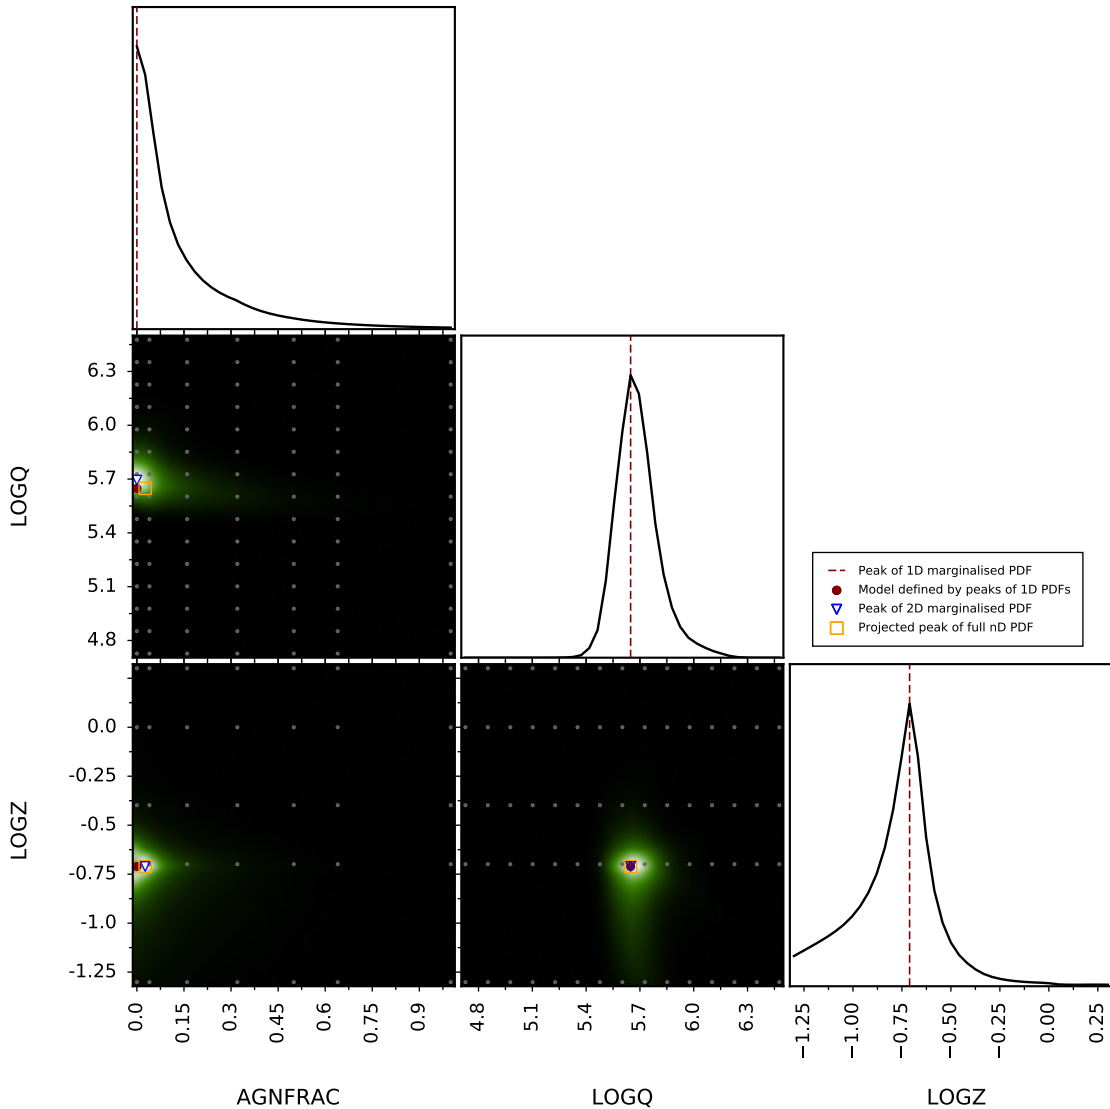 LOGQ
6.3
6.0
5.7
5.4
5.1
4.8
Peak of 1D marginalised PDF
Model defined by peaks of 1D PDFs
Peak of 2D marginalised PDF
Projected peak of full nD PDF
LOGZ
0.0
-0.25
-0.5
-0.75
-1.0
-1.25
0.0 0.15 0.3 0.45 0.6 0.75 0.9
4.8 5.1 5.4 5.7 6.0 6.3
−1.25 −1.00 −0.75 −0.50 −0.25 0.00 0.25
AGNFRAC LOGQ LOGZ